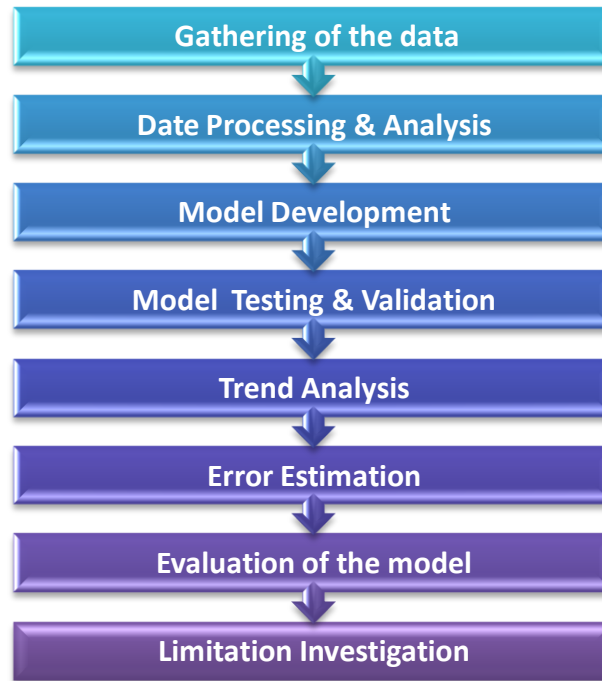 Gathering of the data
Date Processing & Analysis
Model Development
Model Testing & Validation
Trend Analysis
Error Estimation
Evaluation of the model
Limitation Investigation